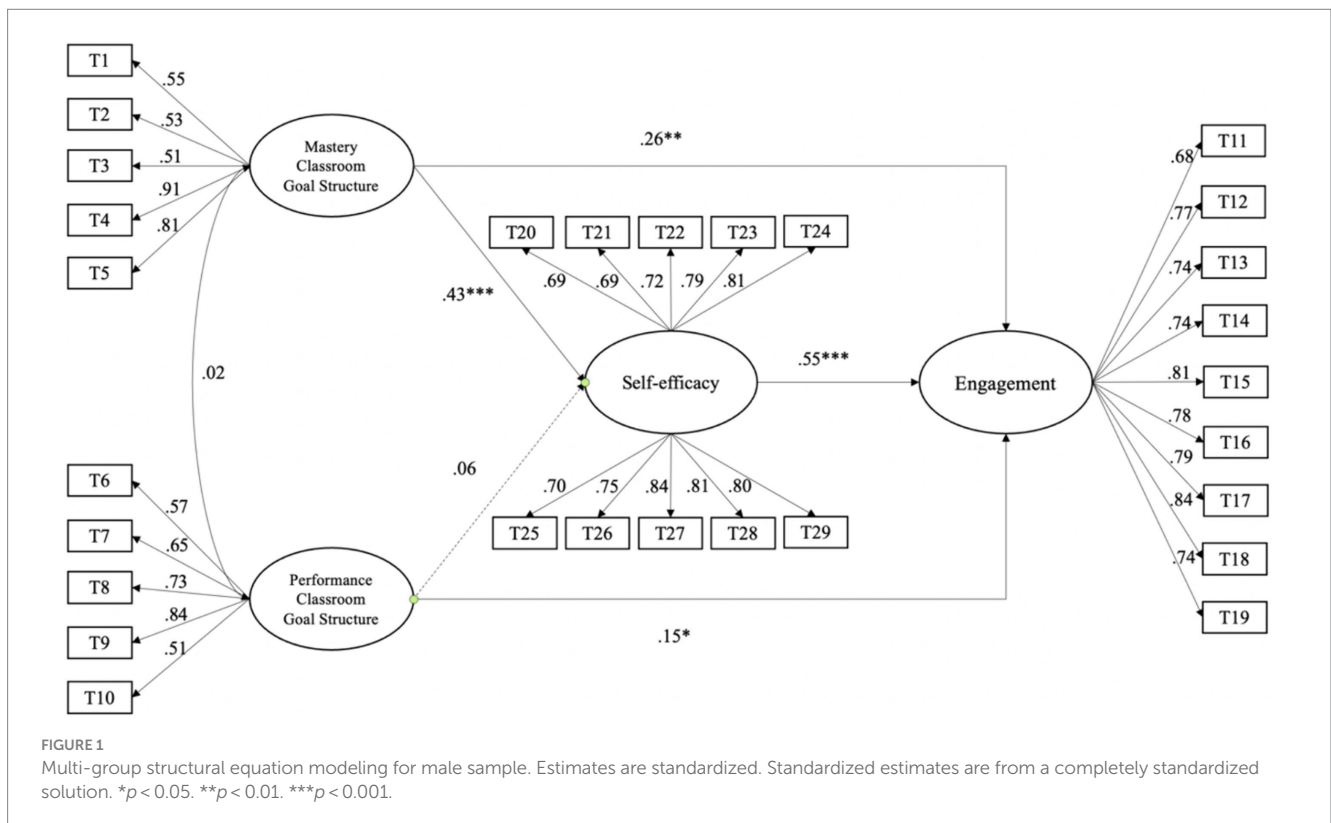 T1
.55
T2
.53
T3
.51
T4
.91
T5
.81
Mastery
Classroom
Goal Structure
.26**
.43***
.02
T20
T21
T22
T23
T24
.69
.69
.72
.79
.81
Self-efficacy
.55***
Engagement
.70
.75
.84
.81
.80
T25
T26
T27
T28
T29
.06
T6
.57
T7
.65
T8
.73
T9
.84
T10
.51
Performance
Classroom
Goal Structure
.15*
T11
.68
T12
.77
T13
.74
T14
.74
T15
.81
T16
.78
T17
.79
T18
.84
T19
.74
FIGURE 1
Multi-group structural equation modeling for male sample. Estimates are standardized. Standardized estimates are from a completely standardized
solution. *p < 0.05. **p < 0.01. ***p < 0.001.